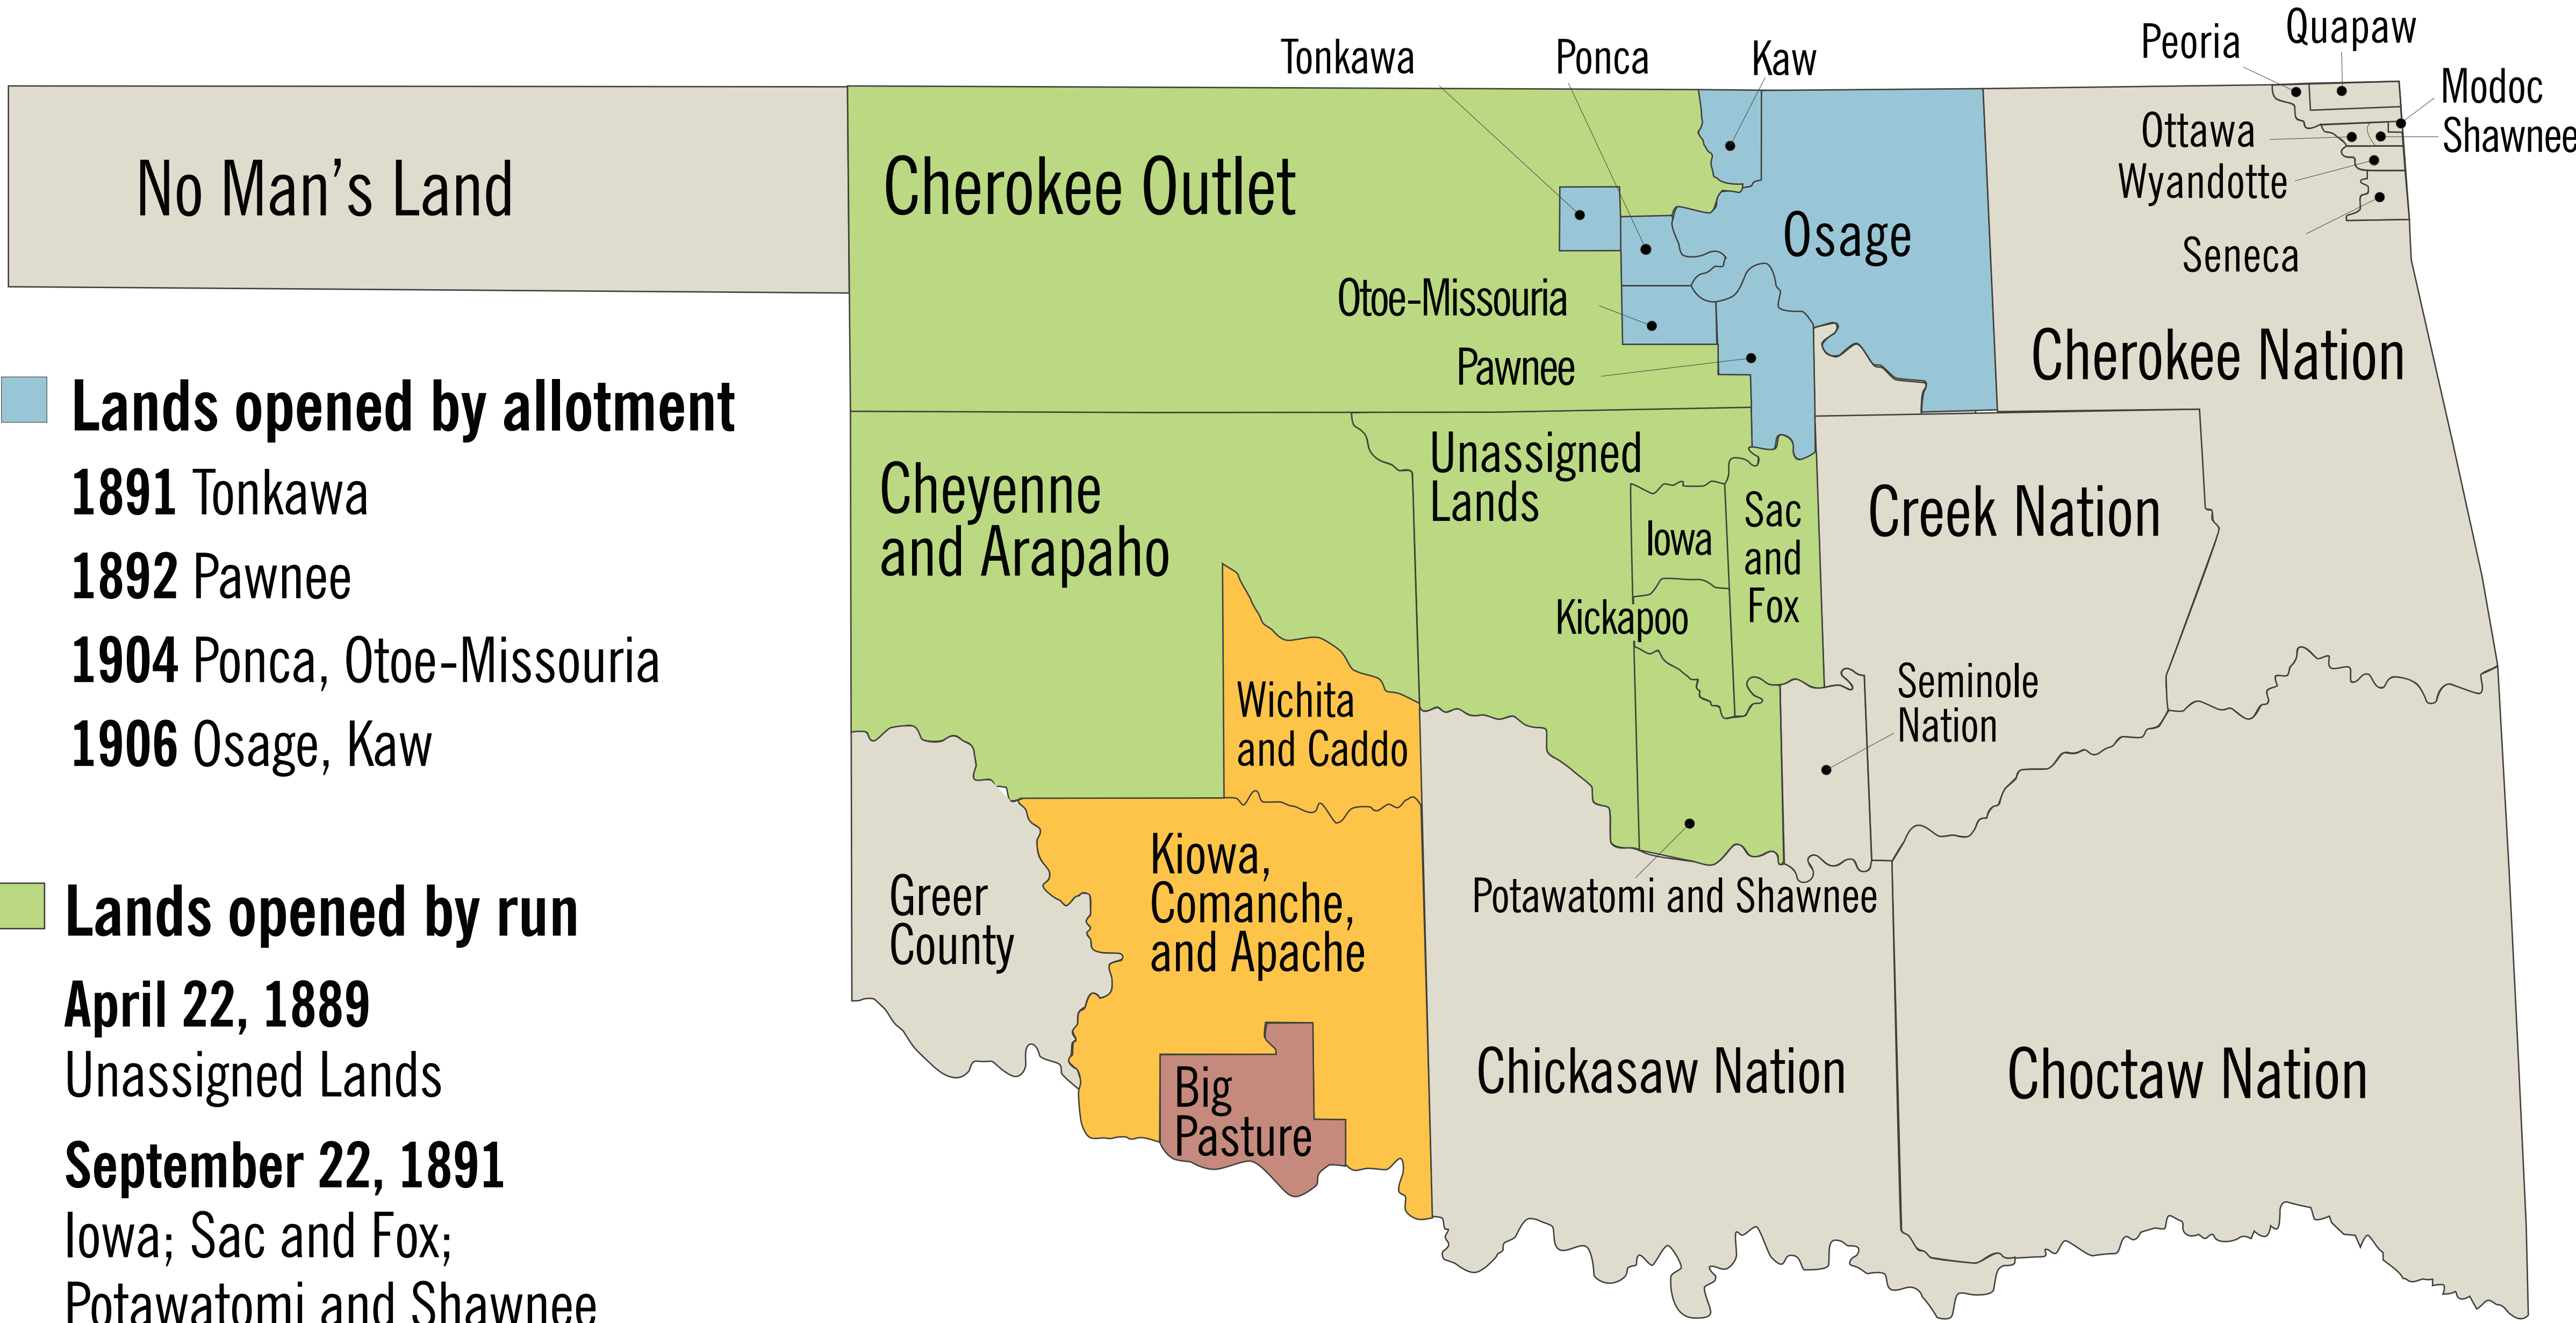 Tonkawa
Ponca
Kaw
Peoria
Quapaw
Modoc
Shawnee
Ottawa
Wyandotte
Seneca
No Man's Land
Cherokee Outlet
Osage
Otoe-Missouria
Pawnee
Cherokee Nation
Lands opened by allotment
1891 Tonkawa
1892 Pawnee
1904 Ponca, Otoe-Missouria
1906 Osage, Kaw
Cheyenne
and Arapaho
Unassigned
Lands
Iowa
Sac
and
Fox
Kickapoo
Creek Nation
Wichita
and Caddo
Seminole
Nation
Kiowa,
Comanche,
and Apache
Greer
County
Potawatomi and Shawnee
Big
Pasture
Chickasaw Nation
Choctaw Nation
Lands opened by run
April 22, 1889
Unassigned Lands
September 22, 1891
Iowa; Sac and Fox;
Potawatomi and Shawnee